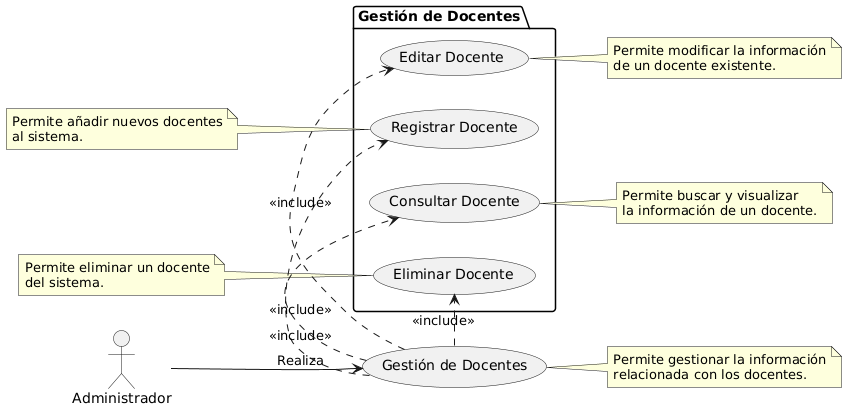 Gestión de Docentes
Editar Docente
Permite modificar la información
de un docente existente.
Permite añadir nuevos docentes
al sistema.
Registrar Docente
«include»
Consultar Docente
Permite buscar y visualizar
la información de un docente.
Permite eliminar un docente
del sistema.
Eliminar Docente
«include»
«include»
«include»
Realiza
Gestión de Docentes
Permite gestionar la información
relacionada con los docentes.
Administrador